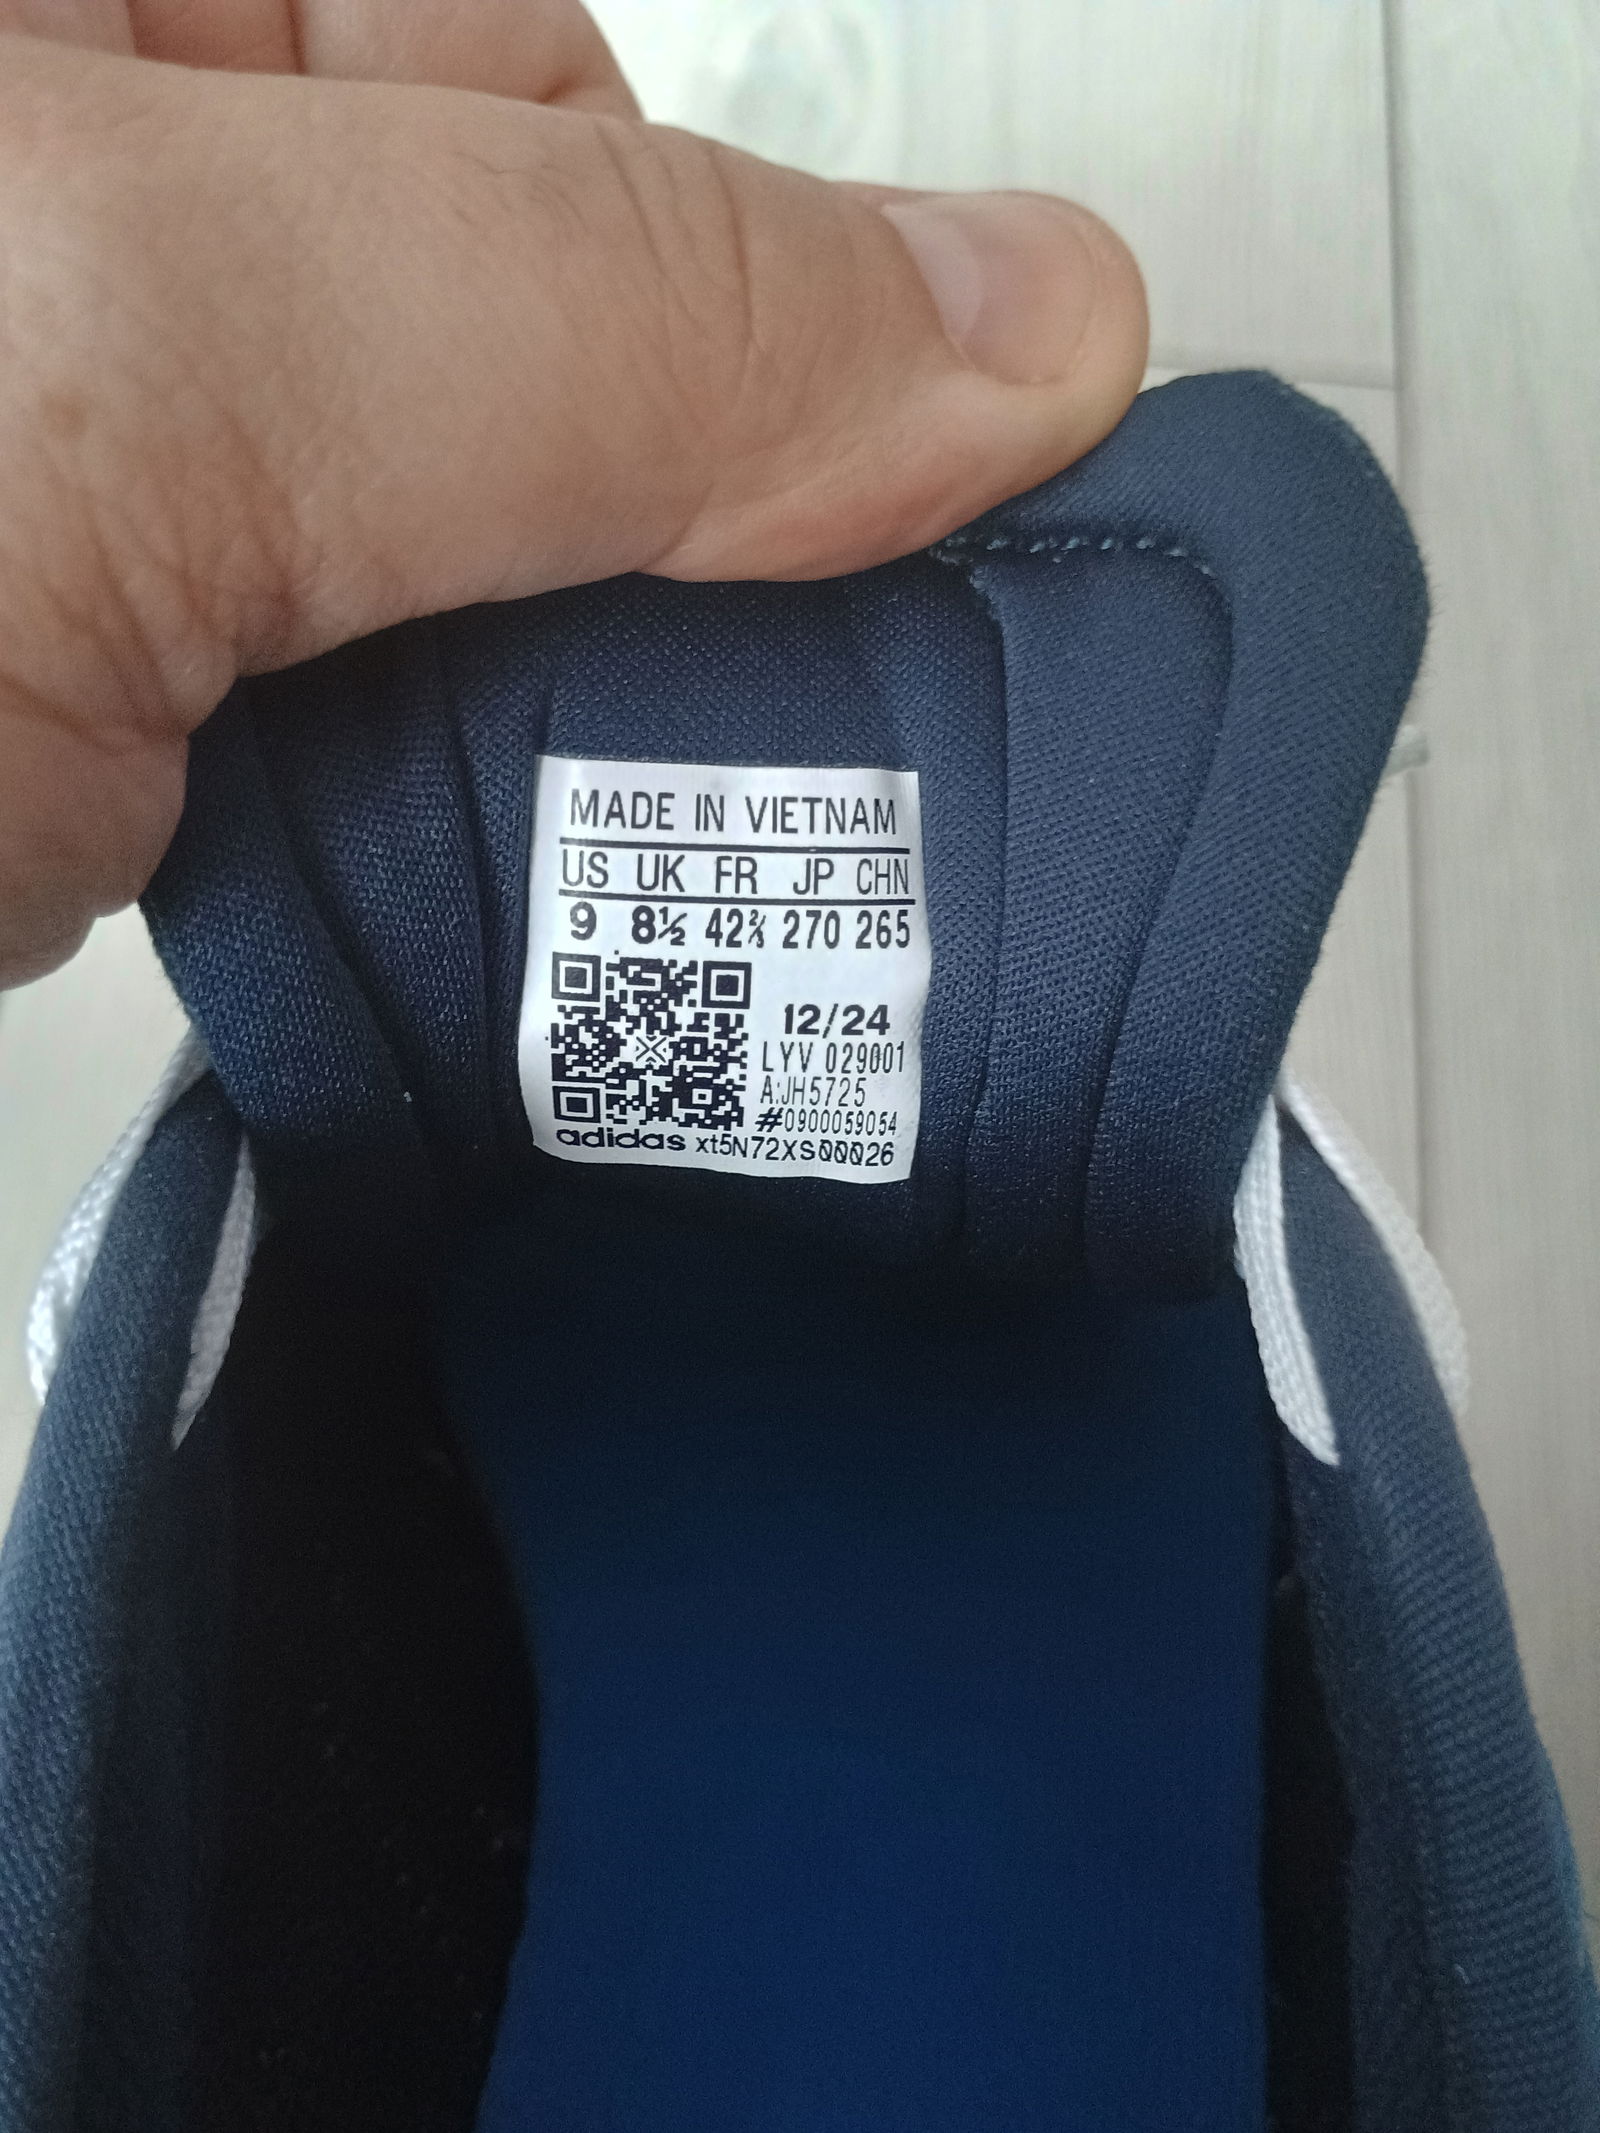 MADE IN VIETNAM
US UK FR JP CHN
9 8½ 42⅔ 270 265
12/24
LYV 029001
A:JH5725
#0900059054
adidas xt5N72XS00026